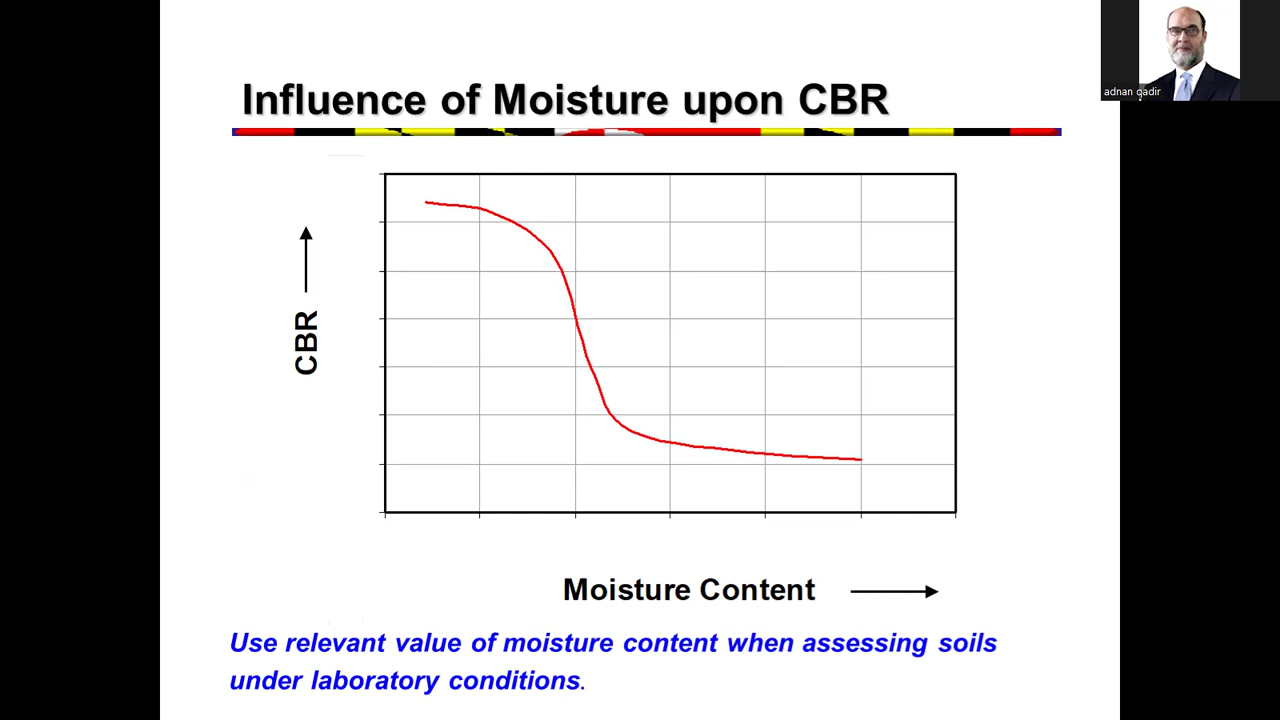 Influence of Moisture upon CBR
adnan qadir
CBR
Moisture Content
Use relevant value of moisture content when assessing soils
under laboratory conditions.